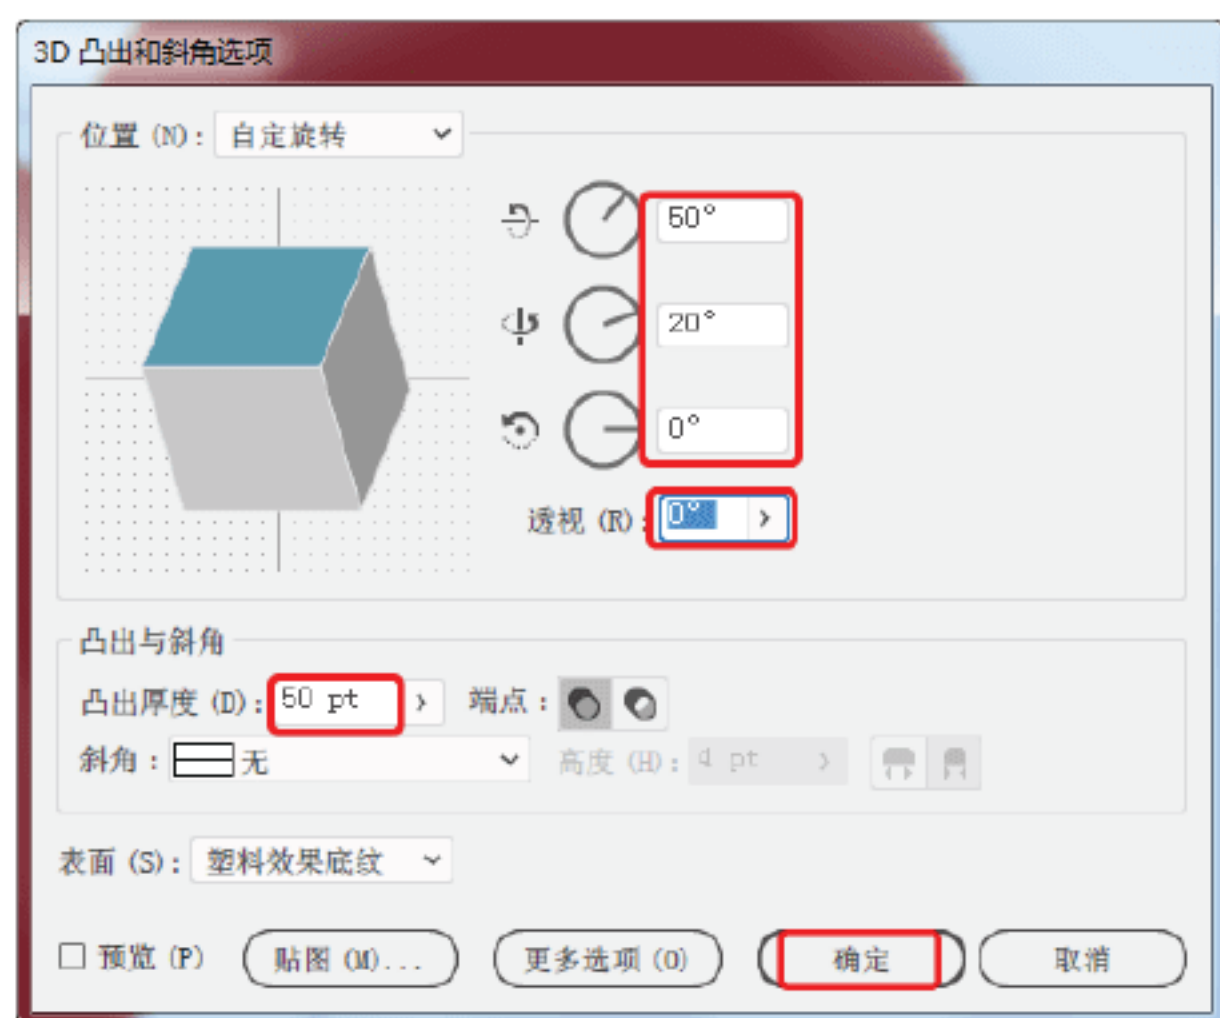 3D 凸出和斜角选项
位置 (N): 自定旋转
50°
20°
0°
透视 (R): 0°
凸出与斜角
凸出厚度 (D): 50 pt 端点:
斜角: 无 高度 (H): 4 pt
表面 (S): 塑料效果底纹
预览 (P) 贴图 (M)... 更多选项 (O) 确定 取消